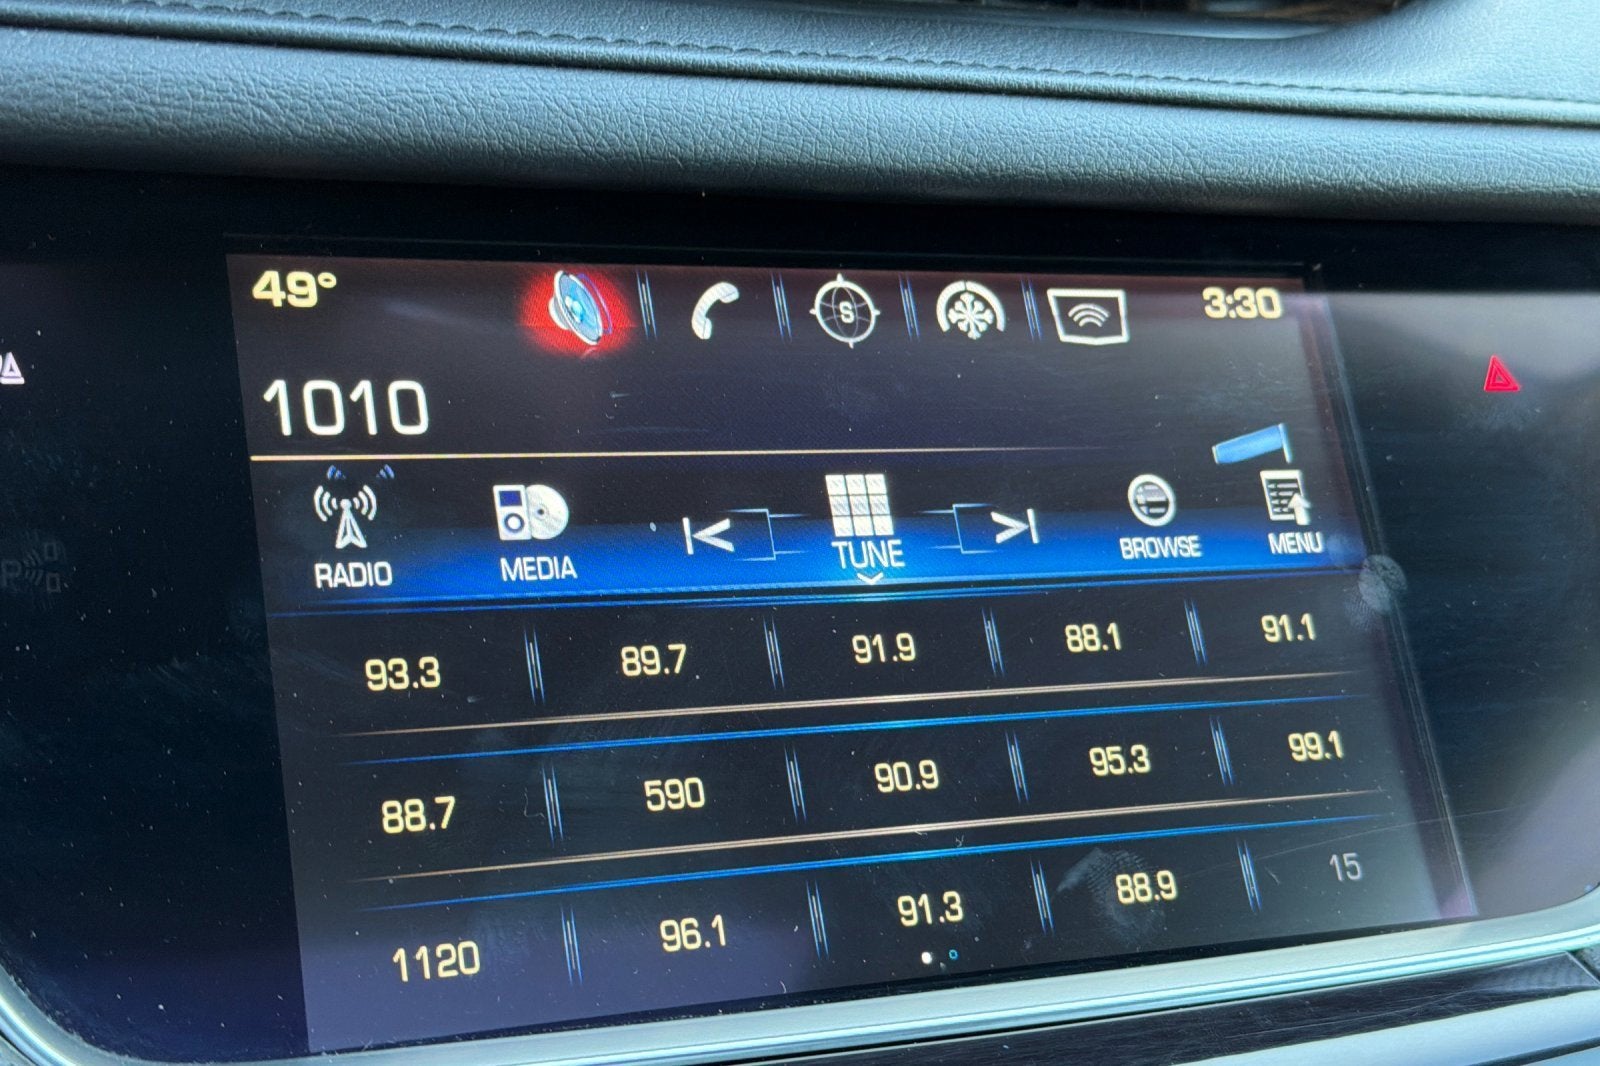 49° 3:30
S
1010
RADIO MEDIA TUNE BROWSE MENU
93.3 89.7 91.9 88.1 91.1
88.7 590 90.9 95.3 99.1
1120 96.1 91.3 88.9 15